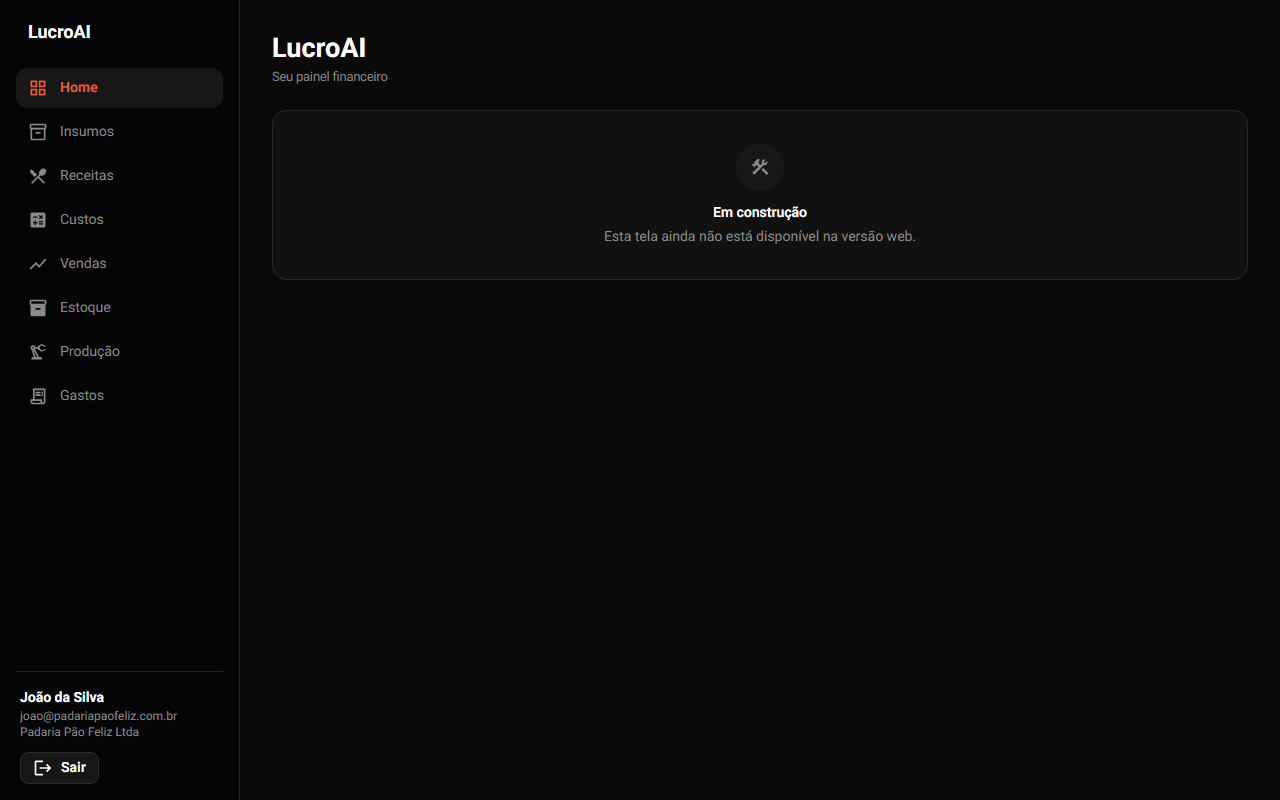 LucroAI
Home
Insumos
Receitas
Custos
Vendas
Estoque
Produção
Gastos
João da Silva
joao@padariapaofeliz.com.br
Padaria Pão Feliz Ltda
Sair
LucroAI
Seu painel financeiro
Em construção
Esta tela ainda não está disponível na versão web.